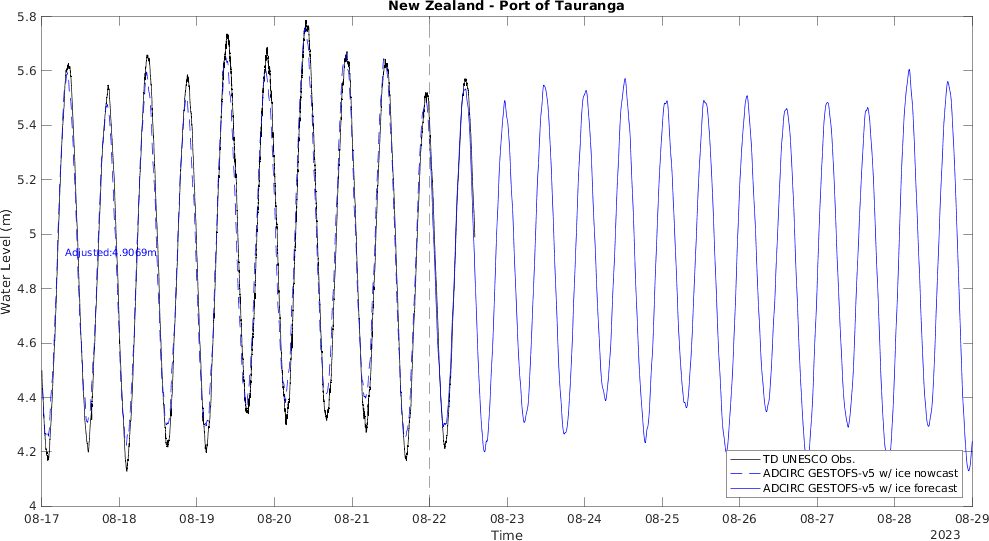 New Zealand - Port of Tauranga
5.8
5.6
5.4
5.2
5
4.8
4.6
4.4
4.2
4
Water Level (m)
Adjusted:4.9069m
TD UNESCO Obs.
ADCIRC GESTOFS-v5 w/ ice nowcast
ADCIRC GESTOFS-v5 w/ ice forecast
08-17 08-18 08-19 08-20 08-21 08-22 08-23 08-24 08-25 08-26 08-27 08-28 08-29
Time
2023